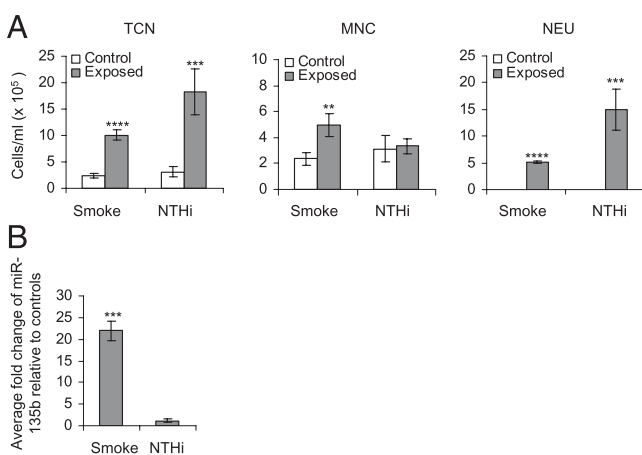 A
TCN
MNC
NEU
Cells/ml (x 10⁵)
25
20
15
10
5
0
Control
Exposed
****
***
Smoke
NTHi
10
8
6
4
2
0
Control
Exposed
**
Smoke
NTHi
25
20
15
10
5
0
Control
Exposed
****
***
Smoke
NTHi
B
Average fold change of miR-
135b relative to controls
30
25
20
15
10
5
0
***
Smoke
NTHi